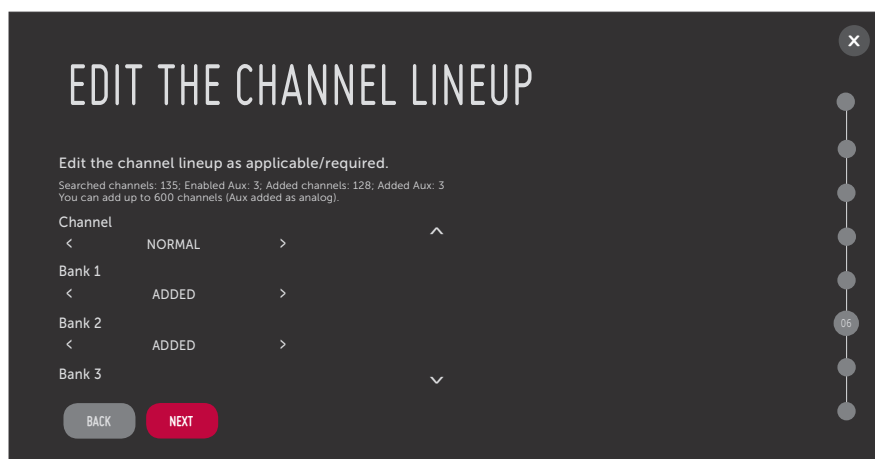 X
EDIT THE CHANNEL LINEUP
Edit the channel lineup as applicable/required.
Searched channels: 135; Enabled Aux: 3; Added channels: 128; Added Aux: 3
You can add up to 600 channels (Aux added as analog).
Channel
< NORMAL >
Bank 1
< ADDED >
Bank 2
< ADDED >
06
Bank 3
BACK NEXT